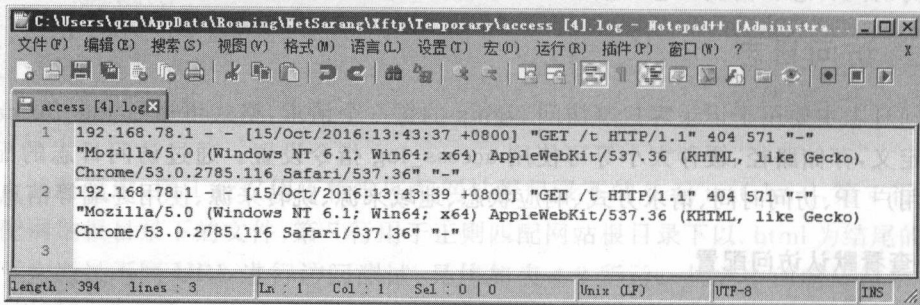 C:\Users\qzm\AppData\Roaming\NetSarang\Xftp\Temporary\access [4].log - Notepad++ [Administra...
文件(F) 编辑(E) 搜索(S) 视图(V) 格式(M) 语言(L) 设置(T) 宏(O) 运行(R) 插件(P) 窗口(W) ? X
access [4].log
1 192.168.78.1 - - [15/Oct/2016:13:43:37 +0800] "GET /t HTTP/1.1" 404 571 "-"
"Mozilla/5.0 (Windows NT 6.1; Win64; x64) AppleWebKit/537.36 (KHTML, like Gecko)
Chrome/53.0.2785.116 Safari/537.36" "-"
2 192.168.78.1 - - [15/Oct/2016:13:43:39 +0800] "GET /t HTTP/1.1" 404 571 "-"
"Mozilla/5.0 (Windows NT 6.1; Win64; x64) AppleWebKit/537.36 (KHTML, like Gecko)
Chrome/53.0.2785.116 Safari/537.36" "-"
3
length : 394 lines : 3 Ln : 1 Col : 1 Sel : 0 | 0 Unix (LF) UTF-8 INS